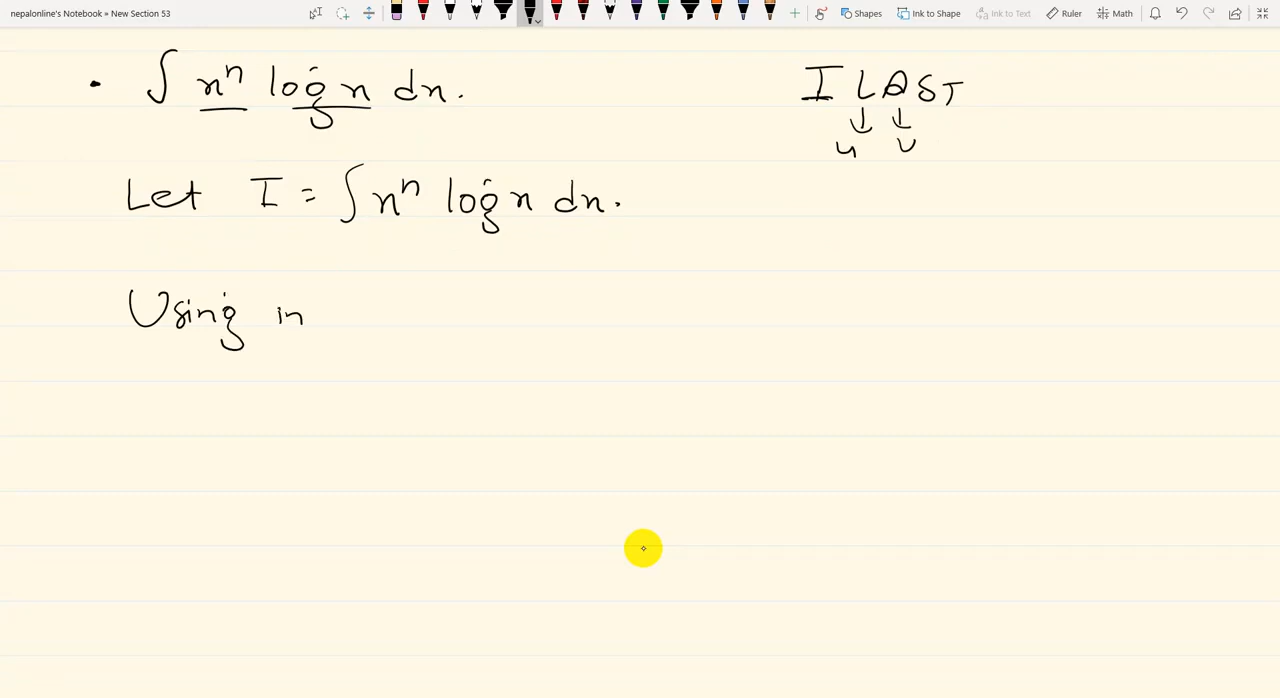 nepalonline's Notebook » New Section 53
Shapes Ink to Shape Ink to Text Ruler Math
• ∫ xⁿ log x dx.
I L A S T
u v
Let I = ∫ xⁿ log x dx.
Using in